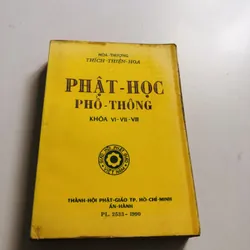 HÒA-THƯỢNG
THÍCH-THIỆN-HOA
PHẬT-HỌC
PHỔ-THÔNG
KHÓA VI-VII-VIII
THÀNH-HỘI PHẬT-GIÁO TP. HỒ-CHÍ-MINH
ẤN-HÀNH
PL. 2533-1990